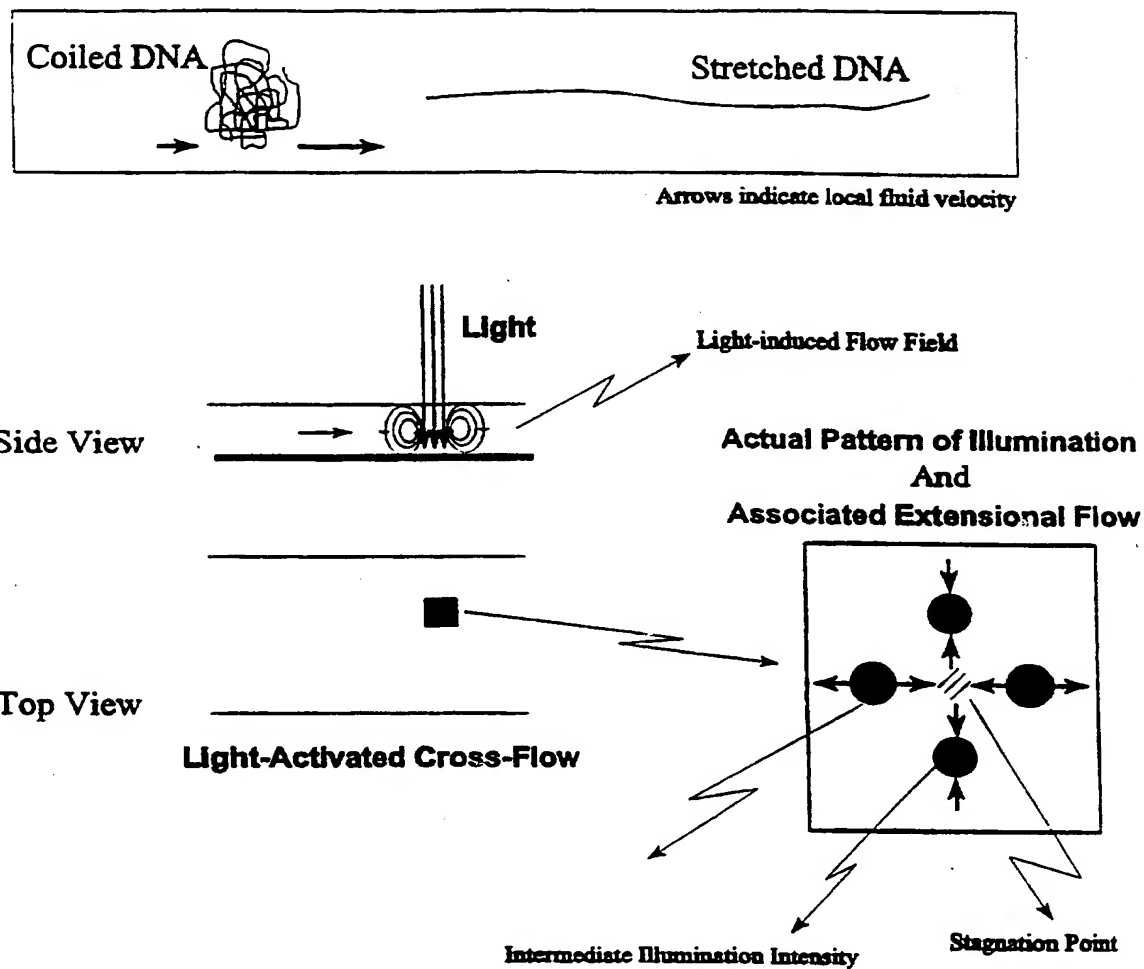 Coiled DNA
Stretched DNA
Arrows indicate local fluid velocity
Light
Light-induced Flow Field
Side View
Actual Pattern of Illumination
And
Associated Extensional Flow
Top View
Light-Activated Cross-Flow
Intermediate Illumination Intensity
Stagnation Point